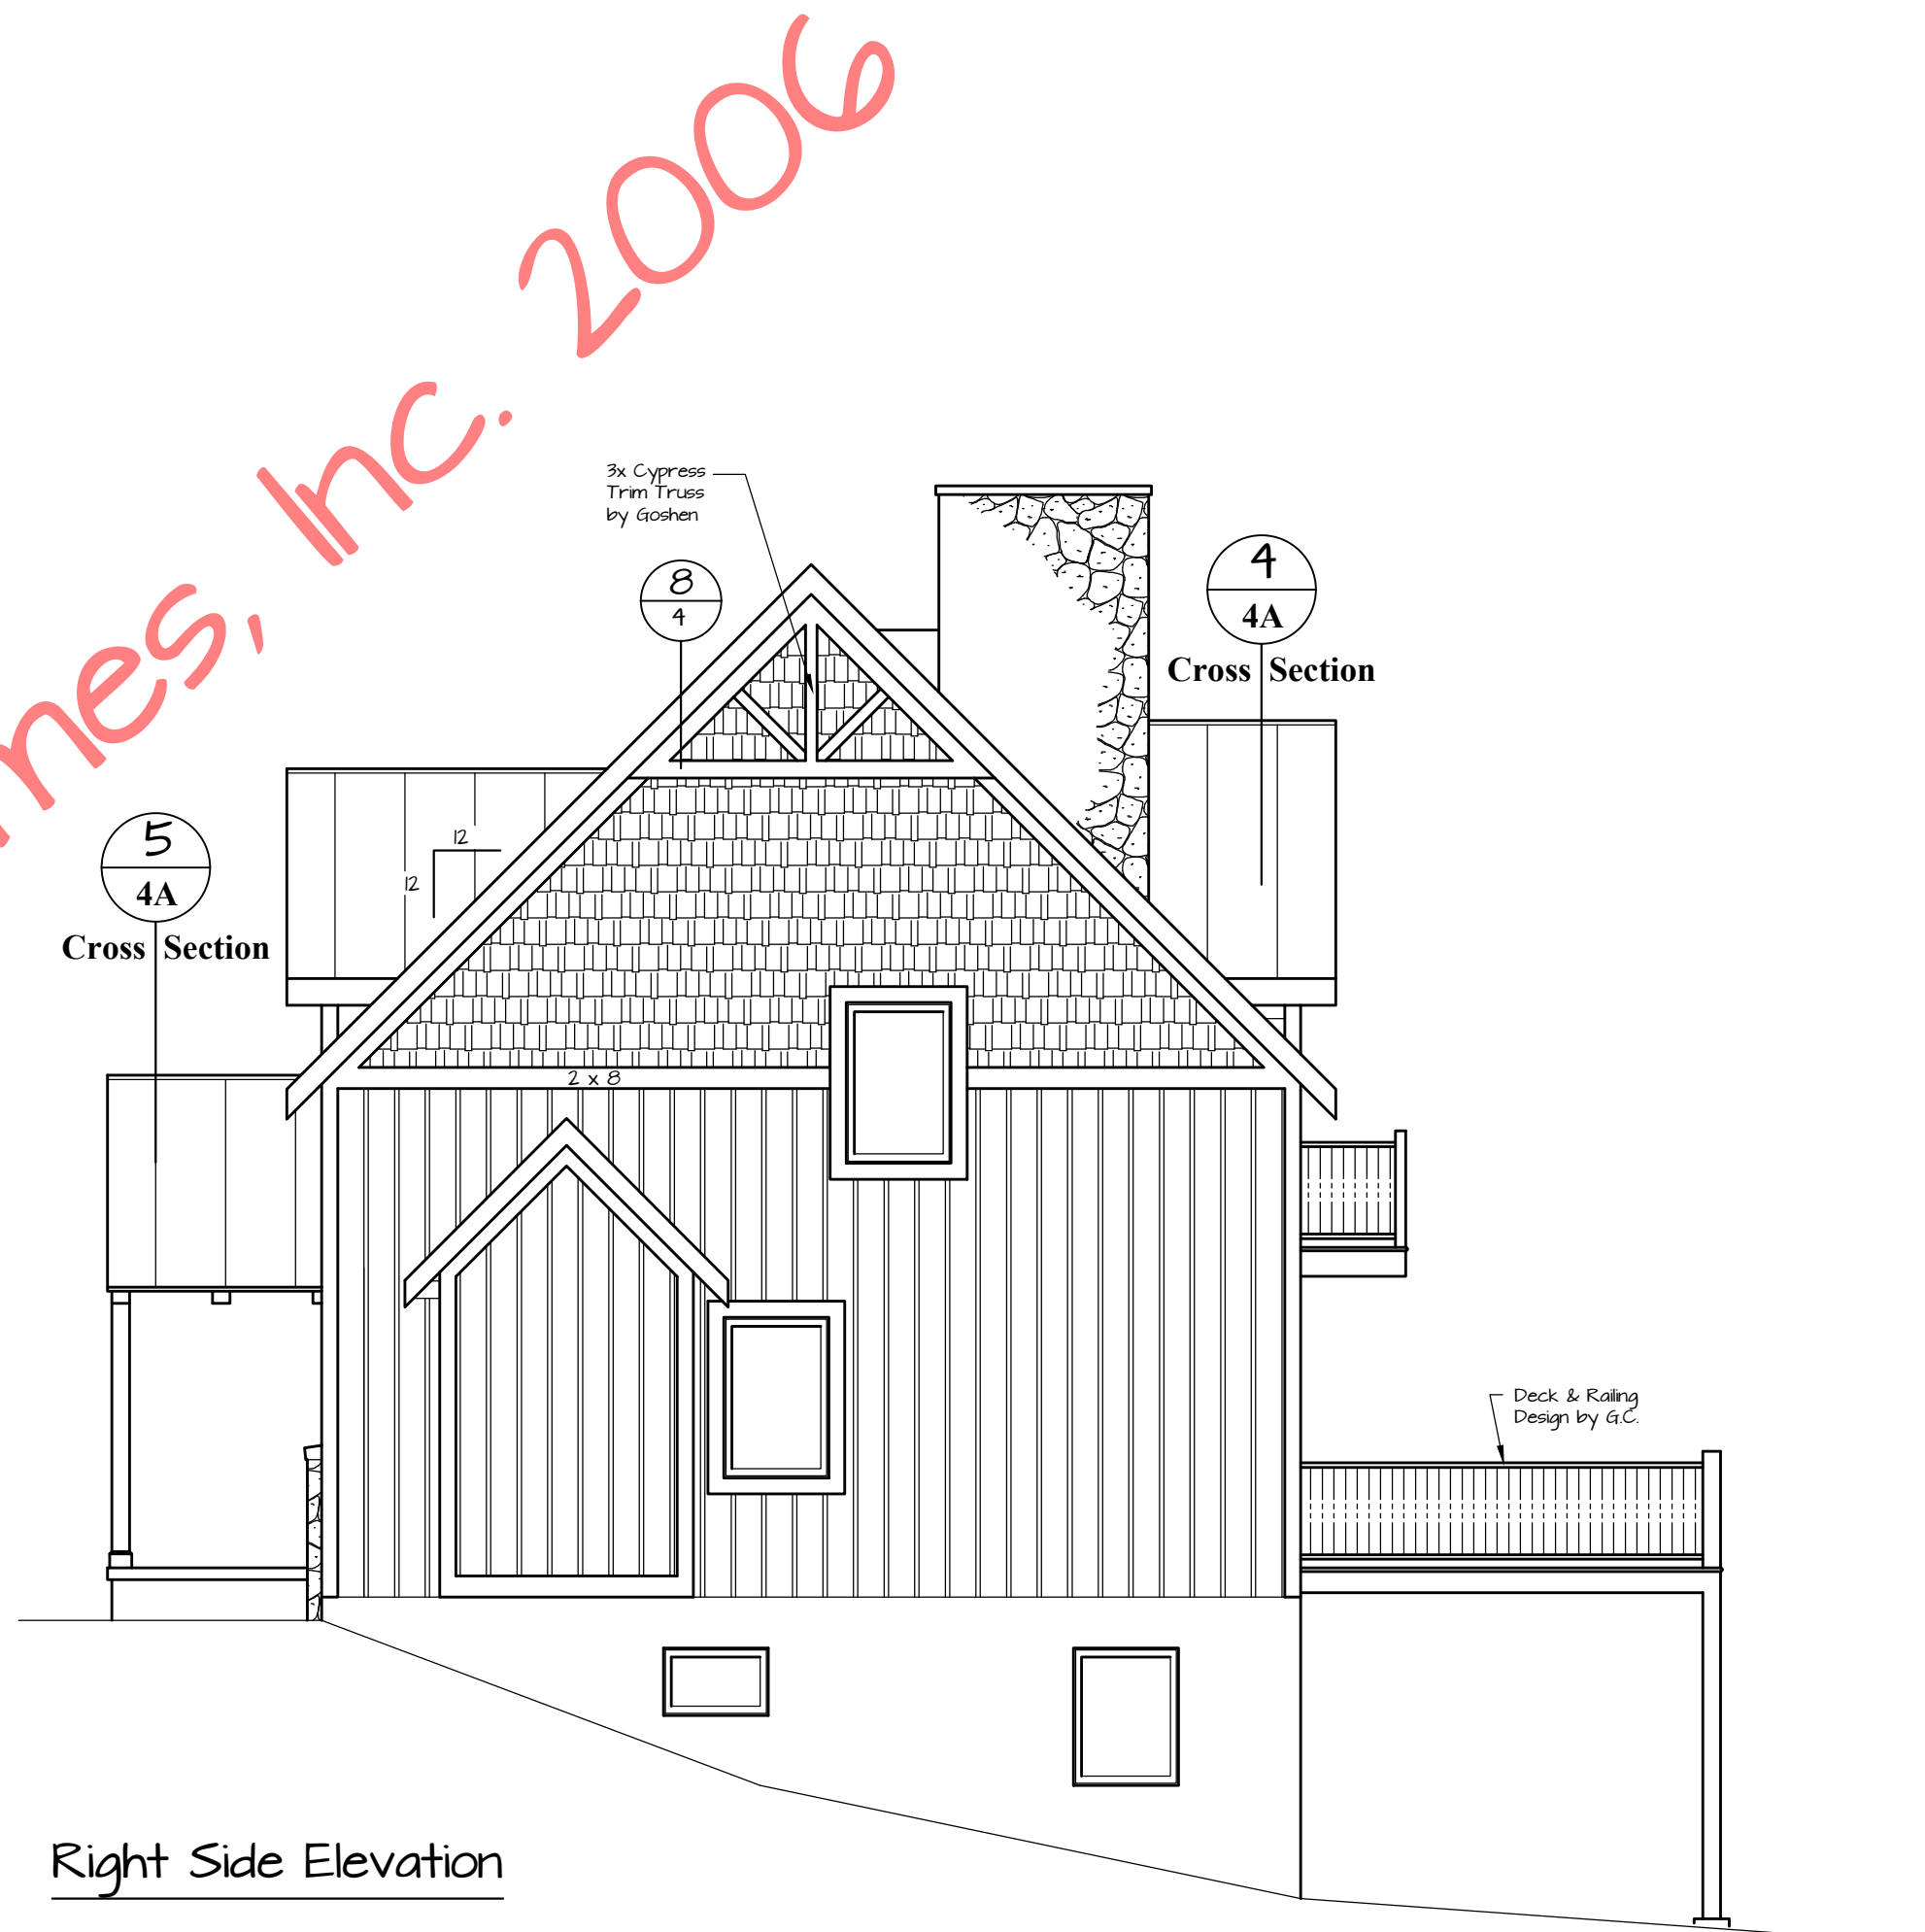 mes, Inc. 2006
3x Cypress
Trim Truss
by Goshen
8
4
4
4A
Cross Section
12
12
5
4A
Cross Section
2 x 8
Deck & Railing
Design by G.C.
Right Side Elevation